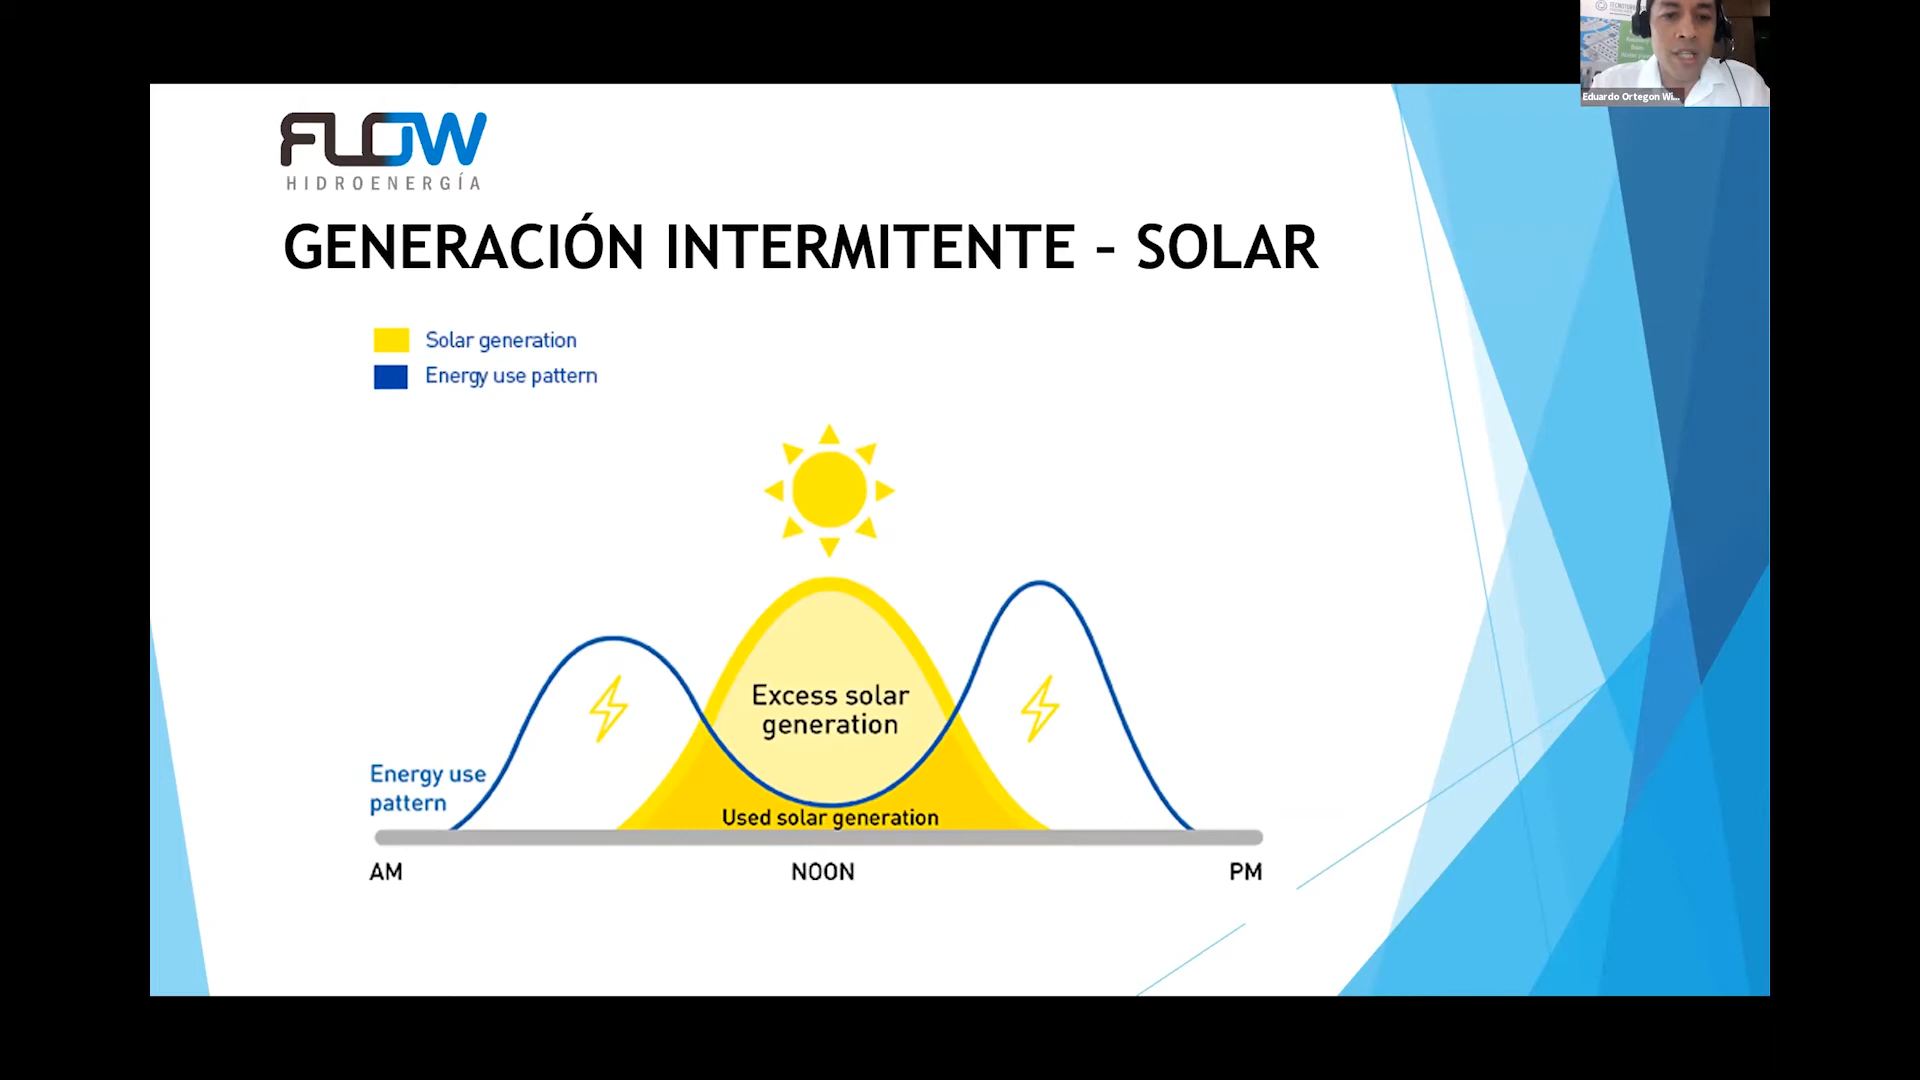 Eduardo Ortegon Wi...
FLOW
HIDROENERGÍA
GENERACIÓN INTERMITENTE – SOLAR
Solar generation
Energy use pattern
Excess solar
generation
Energy use
pattern
Used solar generation
AM
NOON
PM